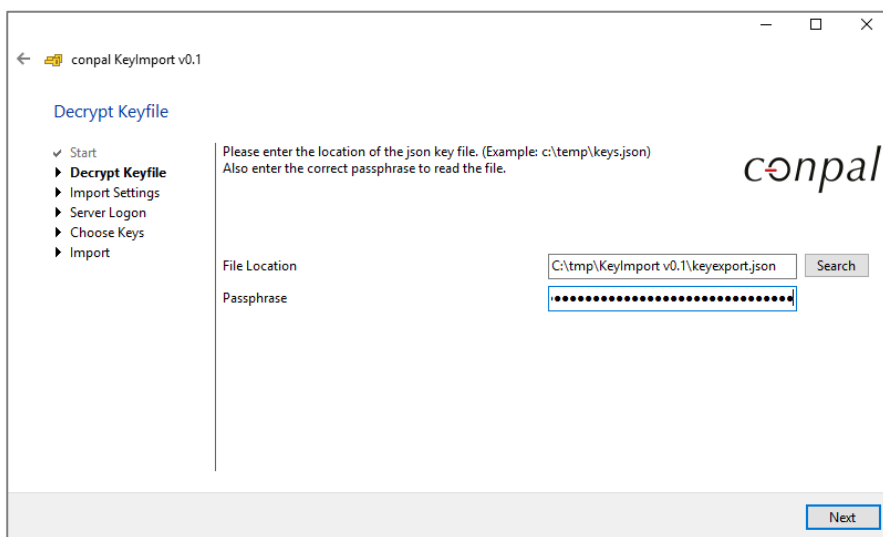 conpal KeyImport v0.1
Decrypt Keyfile
Start
Decrypt Keyfile
Import Settings
Server Logon
Choose Keys
Import
Please enter the location of the json key file. (Example: c:\temp\keys.json)
Also enter the correct passphrase to read the file.
conpal
File Location
C:\tmp\KeyImport v0.1\keyexport.json
Search
Passphrase
Next